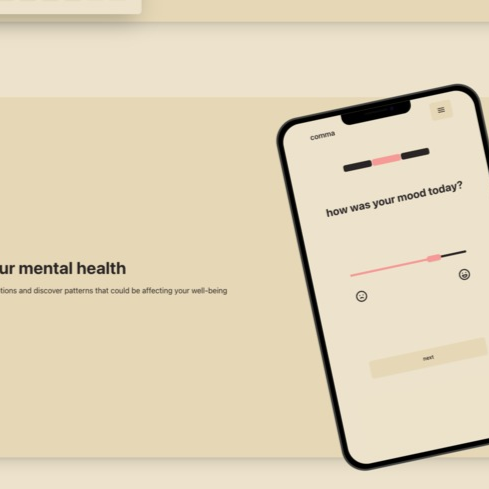 comma
how was your mood today?
ur mental health
tions and discover patterns that could be affecting your well-being
next